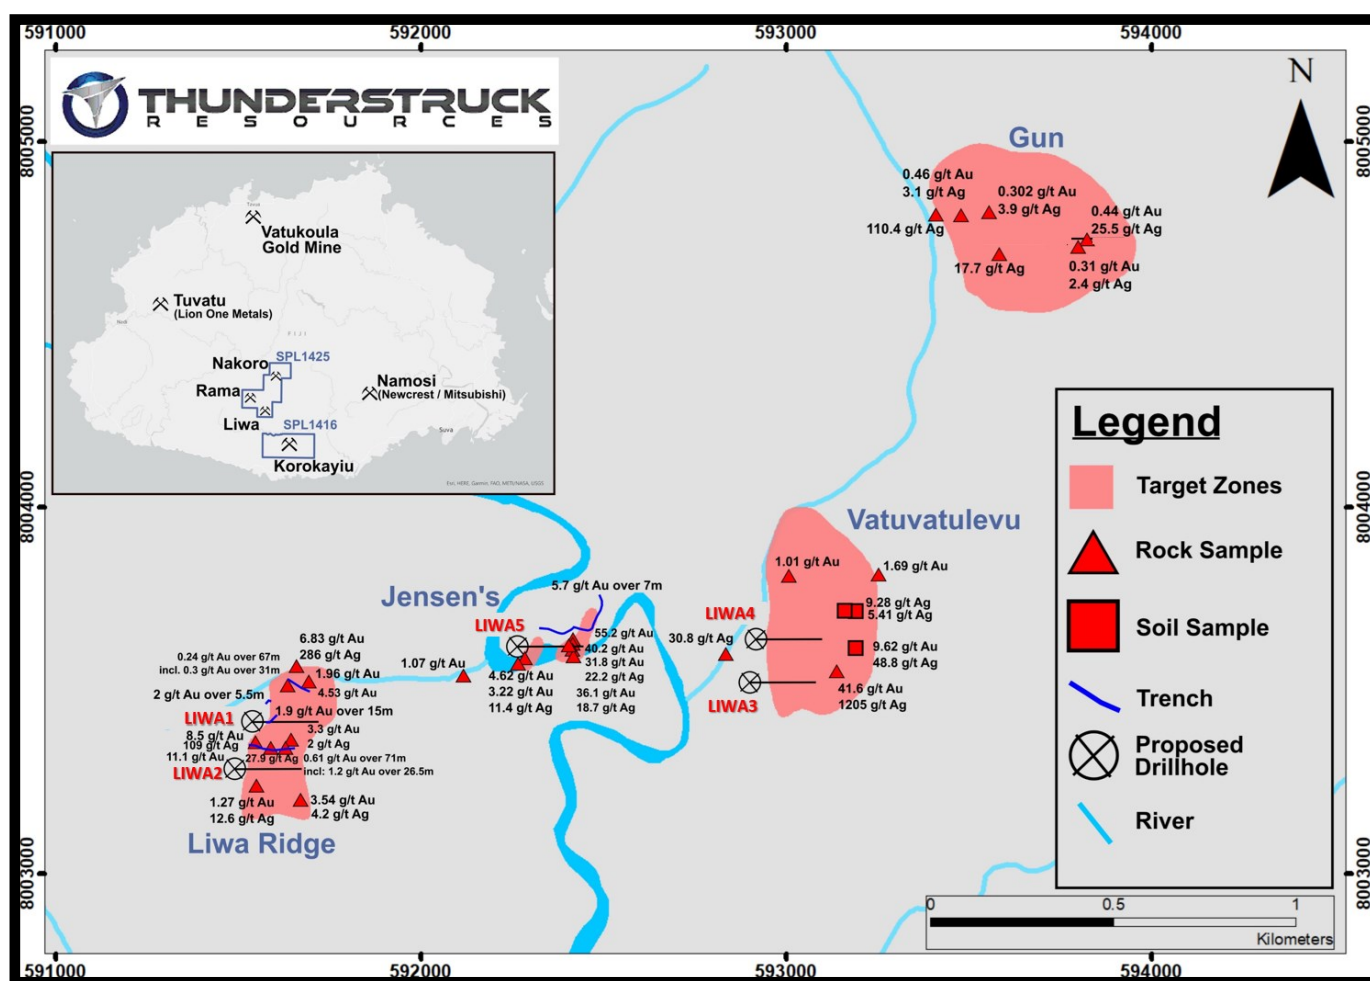 591000
592000
593000
594000
8005000
8004000
8003000
8005000
8004000
8003000
591000
592000
593000
594000
THUNDERSTRUCK
RESOURCES
Vatukoula
Gold Mine
Tuvatu
(Lion One Metals)
FIJI
Nakoro
SPL1425
Rama
Liwa
SPL1416
Korokayiu
Namosi
(Newcrest / Mitsubishi)
Suva
Esri, HERE, Garmin, FAO, METI/NASA, USGS
N
Gun
0.46 g/t Au
3.1 g/t Ag
110.4 g/t Ag
0.302 g/t Au
3.9 g/t Ag
17.7 g/t Ag
0.44 g/t Au
25.5 g/t Ag
0.31 g/t Au
2.4 g/t Ag
Vatuvatulevu
1.01 g/t Au
1.69 g/t Au
9.28 g/t Ag
5.41 g/t Ag
9.62 g/t Au
48.8 g/t Ag
41.6 g/t Au
1205 g/t Ag
LIWA4
30.8 g/t Ag
LIWA3
Jensen's
5.7 g/t Au over 7m
LIWA5
55.2 g/t Au
40.2 g/t Au
31.8 g/t Au
22.2 g/t Ag
36.1 g/t Au
18.7 g/t Ag
4.62 g/t Au
3.22 g/t Au
11.4 g/t Ag
1.07 g/t Au
6.83 g/t Au
286 g/t Ag
0.24 g/t Au over 67m
incl. 0.3 g/t Au over 31m
1.96 g/t Au
4.53 g/t Au
2 g/t Au over 5.5m
1.9 g/t Au over 15m
LIWA1
8.5 g/t Au
109 g/t Ag
11.1 g/t Au
3.3 g/t Au
2 g/t Ag
27.9 g/t Ag
0.61 g/t Au over 71m
incl: 1.2 g/t Au over 26.5m
LIWA2
1.27 g/t Au
12.6 g/t Ag
3.54 g/t Au
4.2 g/t Ag
Liwa Ridge
Legend
Target Zones
Rock Sample
Soil Sample
Trench
Proposed
Drillhole
River
0
0.5
1
Kilometers